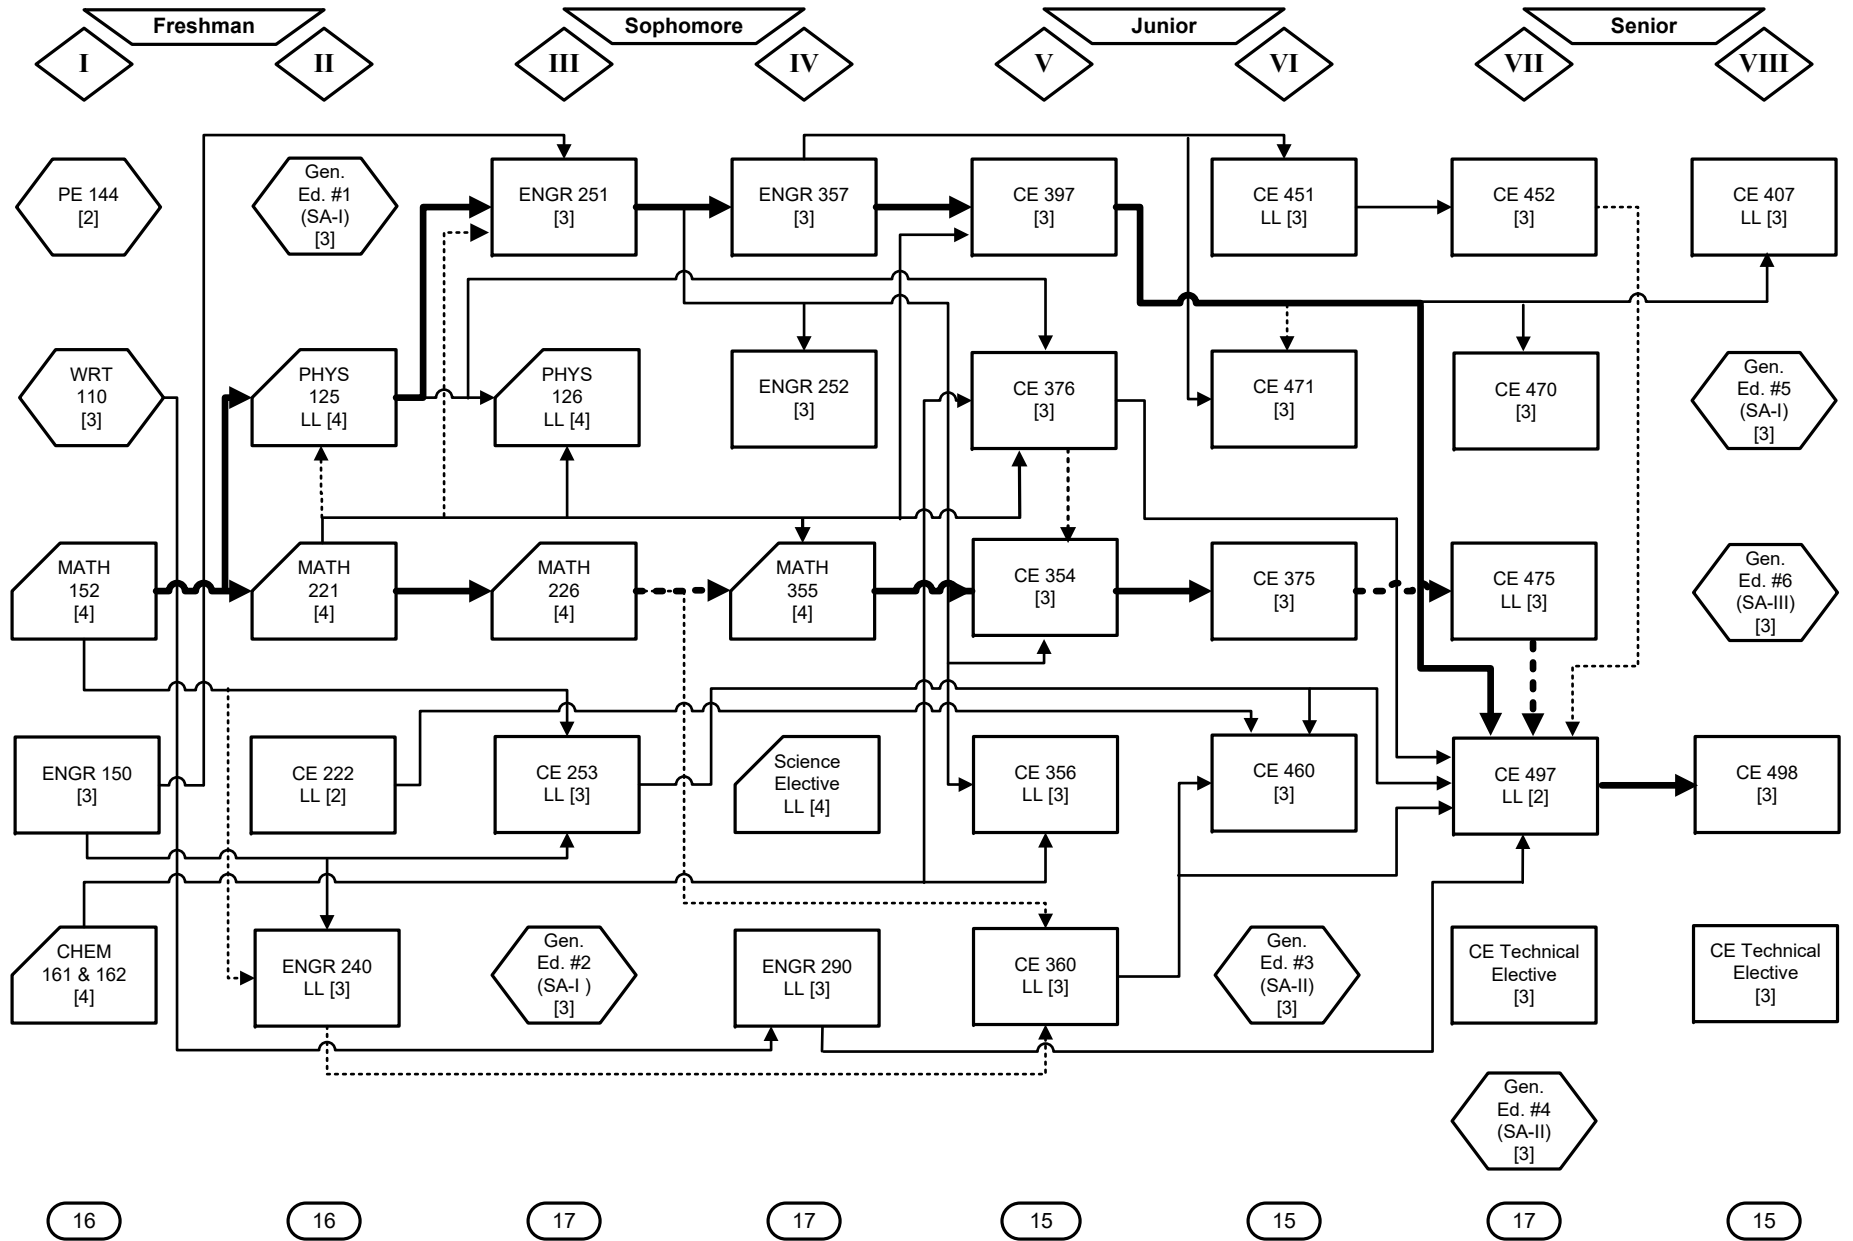 Freshman
Sophomore
Junior
Senior
I
II
III
IV
V
VI
VII
VIII
PE 144
[2]
Gen.
Ed. #1
(SA-I)
[3]
ENGR 251
[3]
ENGR 357
[3]
CE 397
[3]
CE 451
LL [3]
CE 452
[3]
CE 407
LL [3]
WRT
110
[3]
PHYS
125
LL [4]
PHYS
126
LL [4]
ENGR 252
[3]
CE 376
[3]
CE 471
[3]
CE 470
[3]
Gen.
Ed. #5
(SA-I)
[3]
MATH
152
[4]
MATH
221
[4]
MATH
226
[4]
MATH
355
[4]
CE 354
[3]
CE 375
[3]
CE 475
LL [3]
Gen.
Ed. #6
(SA-III)
[3]
ENGR 150
[3]
CE 222
LL [2]
CE 253
LL [3]
Science
Elective
LL [4]
CE 356
LL [3]
CE 460
[3]
CE 497
LL [2]
CE 498
[3]
CHEM
161 & 162
[4]
ENGR 240
LL [3]
Gen.
Ed. #2
(SA-I )
[3]
ENGR 290
LL [3]
CE 360
LL [3]
Gen.
Ed. #3
(SA-II)
[3]
CE Technical
Elective
[3]
CE Technical
Elective
[3]
Gen.
Ed. #4
(SA-II)
[3]
16
16
17
17
15
15
17
15